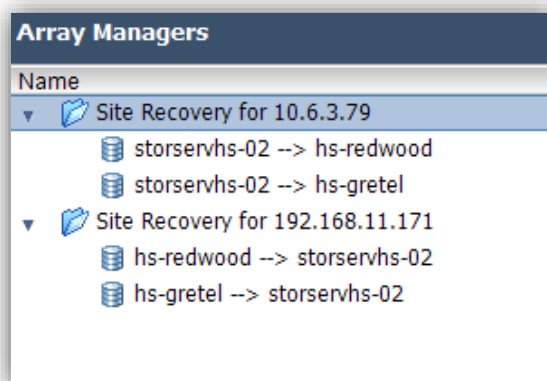 Array Managers
Name
Site Recovery for 10.6.3.79
storservhs-02 --> hs-redwood
storservhs-02 --> hs-gretel
Site Recovery for 192.168.11.171
hs-redwood --> storservhs-02
hs-gretel --> storservhs-02